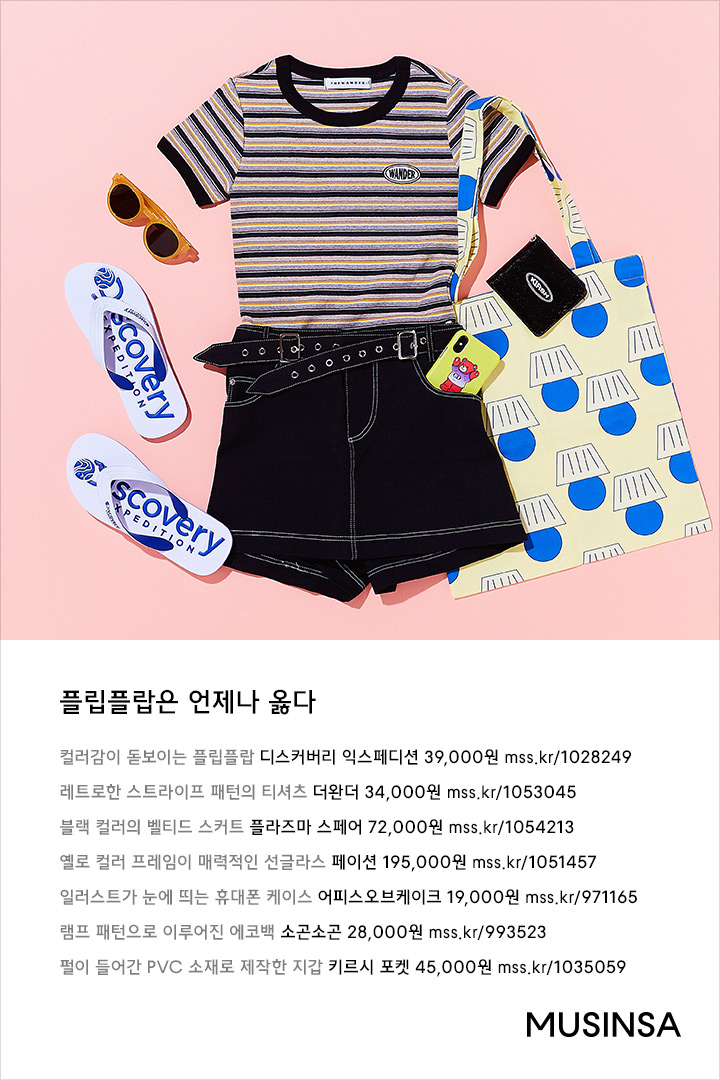 THEWANDER
WANDER
KIRSH
scovery
XPEDITION
scovery
XPEDITION
플립플랍은 언제나 옳다
컬러감이 돋보이는 플립플랍 디스커버리 익스페디션 39,000원 mss.kr/1028249
레트로한 스트라이프 패턴의 티셔츠 더완더 34,000원 mss.kr/1053045
블랙 컬러의 벨티드 스커트 플라즈마 스페어 72,000원 mss.kr/1054213
옐로 컬러 프레임이 매력적인 선글라스 페이션 195,000원 mss.kr/1051457
일러스트가 눈에 띄는 휴대폰 케이스 어피스오브케이크 19,000원 mss.kr/971165
램프 패턴으로 이루어진 에코백 소곤소곤 28,000원 mss.kr/993523
펄이 들어간 PVC 소재로 제작한 지갑 키르시 포켓 45,000원 mss.kr/1035059
MUSINSA